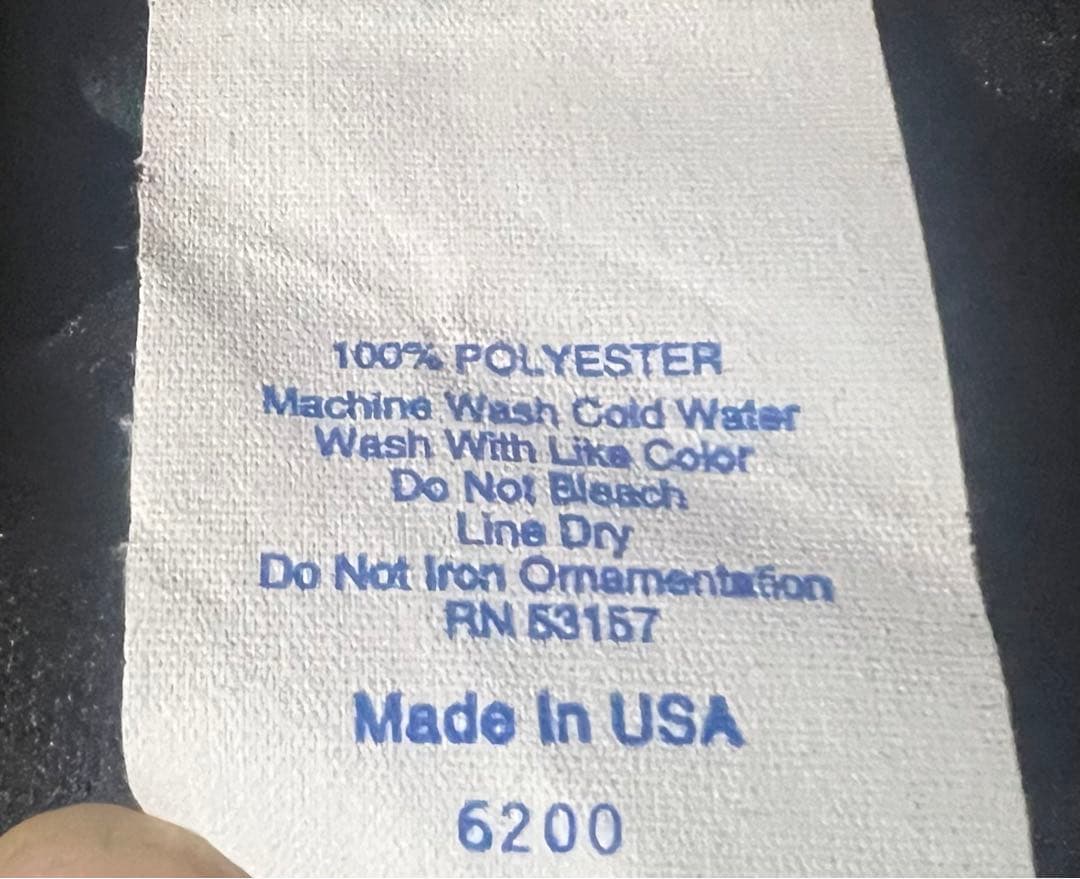 100% POLYESTER
Machine Wash Cold Water
Wash With Like Color
Do Not Bleach
Line Dry
Do Not Iron Ornamentation
RN 53157
Made In USA
6200